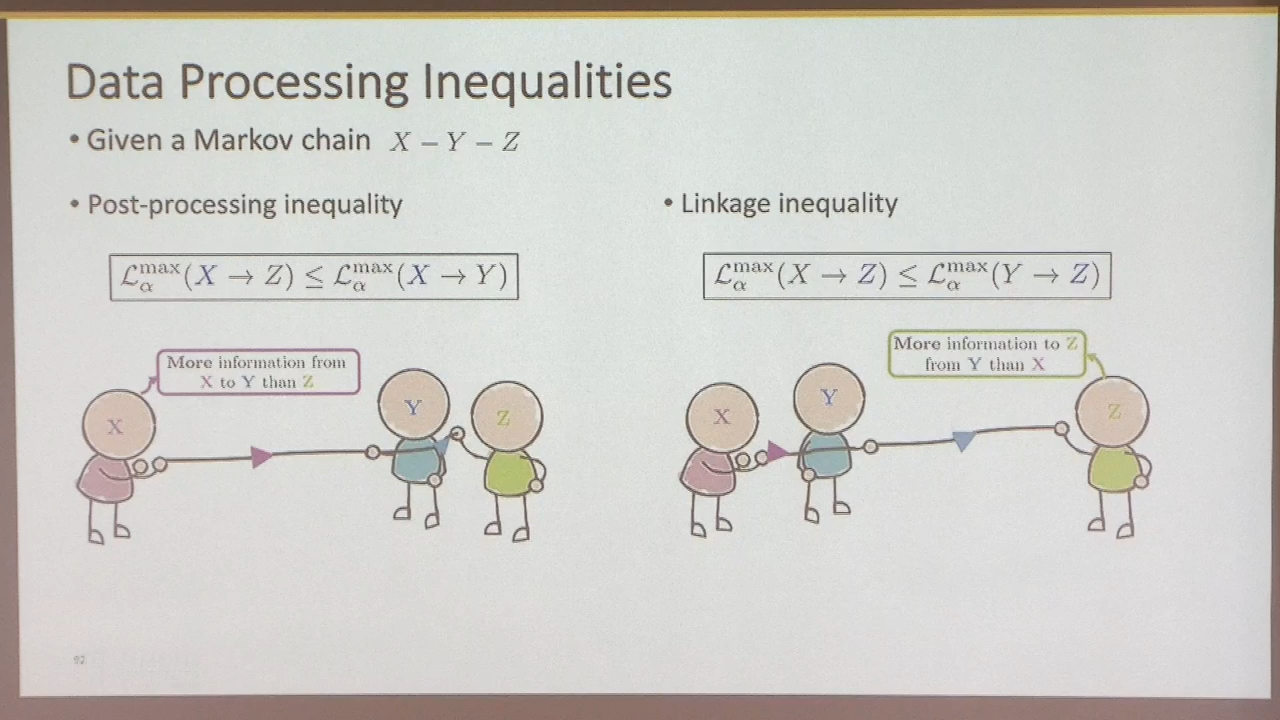 Data Processing Inequalities
• Given a Markov chain X − Y − Z
• Post-processing inequality
ℒ_α^max(X → Z) ≤ ℒ_α^max(X → Y)
More information from
X to Y than Z
X
Y
Z
• Linkage inequality
ℒ_α^max(X → Z) ≤ ℒ_α^max(Y → Z)
More information to Z
from Y than X
X
Y
Z